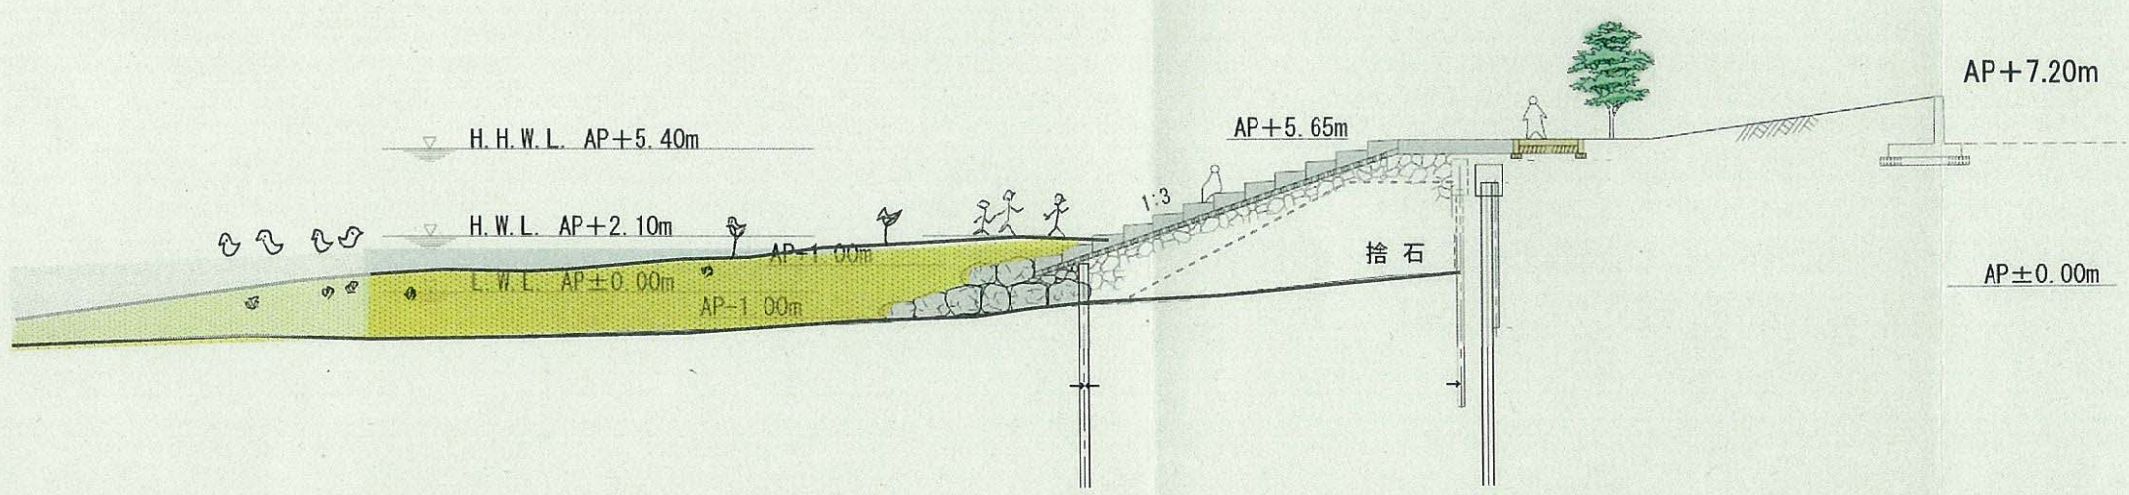 AP+7.20m
H.H.W.L. AP+5.40m
AP+5.65m
1:3
H.W.L. AP+2.10m
AP+1.00m
捨石
L.W.L. AP±0.00m
AP±0.00m
AP-1.00m